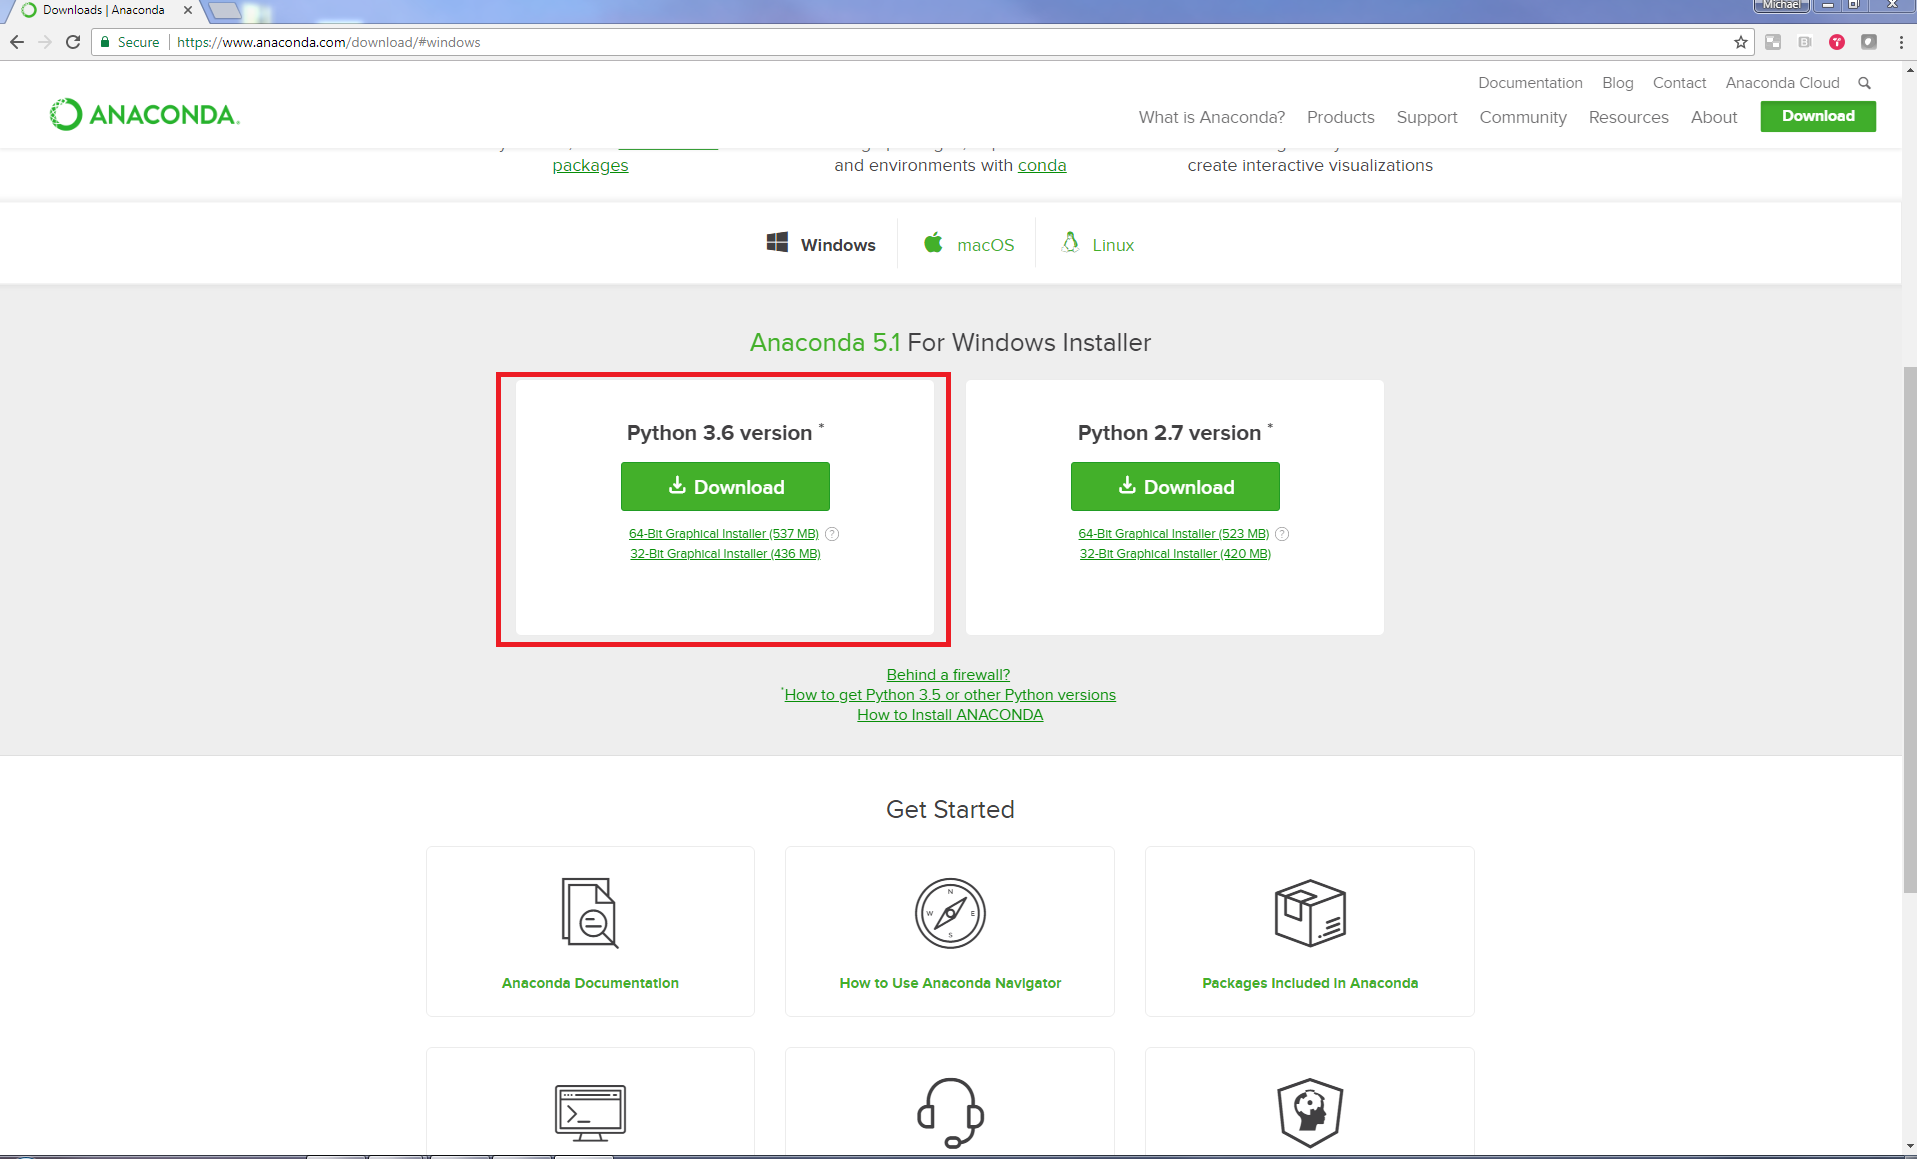 Downloads | Anaconda
Michael
Secure
https://www.anaconda.com/download/#windows
Documentation Blog Contact Anaconda Cloud
ANACONDA.
What is Anaconda? Products Support Community Resources About Download
packages
and environments with conda
create interactive visualizations
Windows macOS Linux
Anaconda 5.1 For Windows Installer
Python 3.6 version *
Download
64-Bit Graphical Installer (537 MB) ?
32-Bit Graphical Installer (436 MB)
Python 2.7 version *
Download
64-Bit Graphical Installer (523 MB) ?
32-Bit Graphical Installer (420 MB)
Behind a firewall?
*How to get Python 3.5 or other Python versions
How to Install ANACONDA
Get Started
N
W E
S
Anaconda Documentation
How to Use Anaconda Navigator
Packages Included in Anaconda